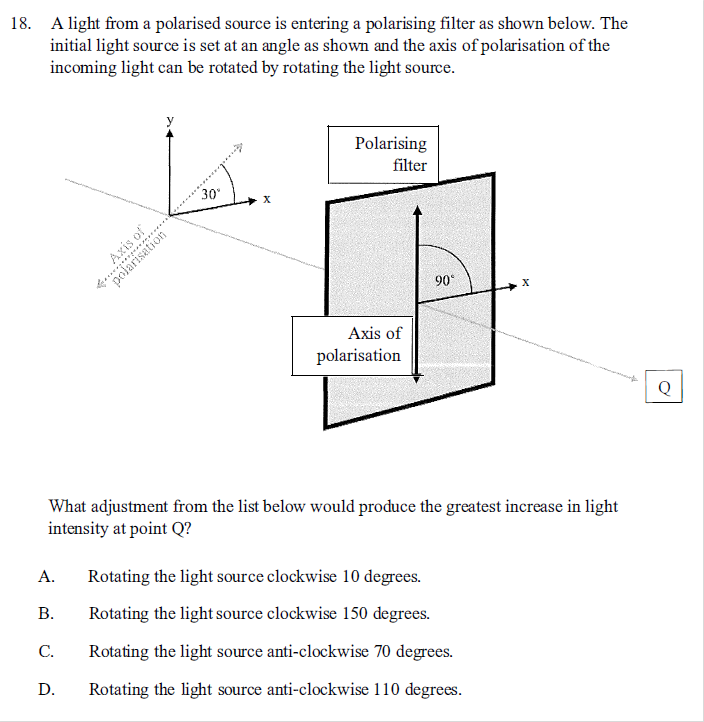 18. A light from a polarised source is entering a polarising filter as shown below. The
initial light source is set at an angle as shown and the axis of polarisation of the
incoming light can be rotated by rotating the light source.
y
30°
x
Axis of
polarisation
Polarising
filter
90°
x
Axis of
polarisation
Q
What adjustment from the list below would produce the greatest increase in light
intensity at point Q?
A. Rotating the light source clockwise 10 degrees.
B. Rotating the light source clockwise 150 degrees.
C. Rotating the light source anti-clockwise 70 degrees.
D. Rotating the light source anti-clockwise 110 degrees.